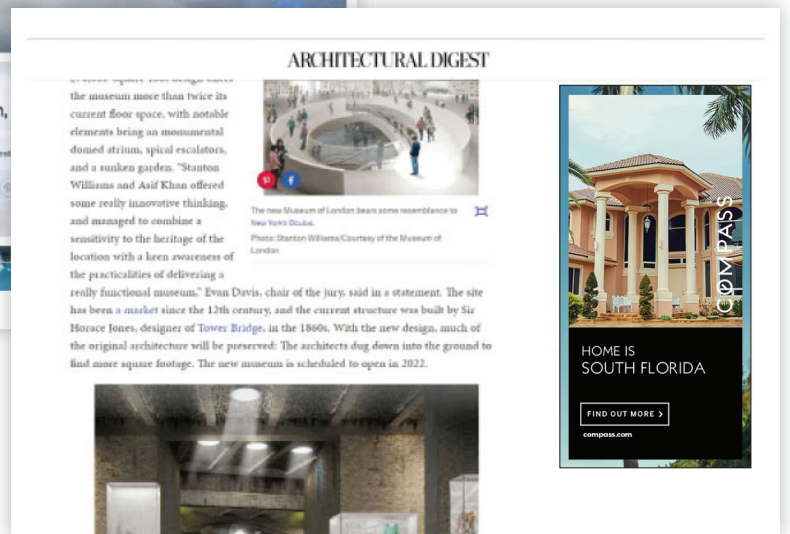 ARCHITECTURAL DIGEST
the museum more than twice its
current floor space, with notable
elements being an monumental
domed atrium, spiral escalators,
and a sunken garden. "Stanton
Williams and Asif Khan offered
some really innovative thinking,
and managed to combine a
sensitivity to the heritage of the
location with a keen awareness of
the practicalities of delivering a
really functional museum," Evan Davis, chair of the jury, said in a statement. The site
has been a market since the 12th century, and the current structure was built by Sir
Horace Jones, designer of Tower Bridge, in the 1860s. With the new design, much of
the original architecture will be preserved: The architects dug down into the ground to
find more square footage. The new museum is scheduled to open in 2022.
The new Museum of London bears some resemblance to
New York's Oculus.
Photo: Stanton Williams/Courtesy of the Museum of
London
COMPASS
HOME IS
SOUTH FLORIDA
FIND OUT MORE >
compass.com